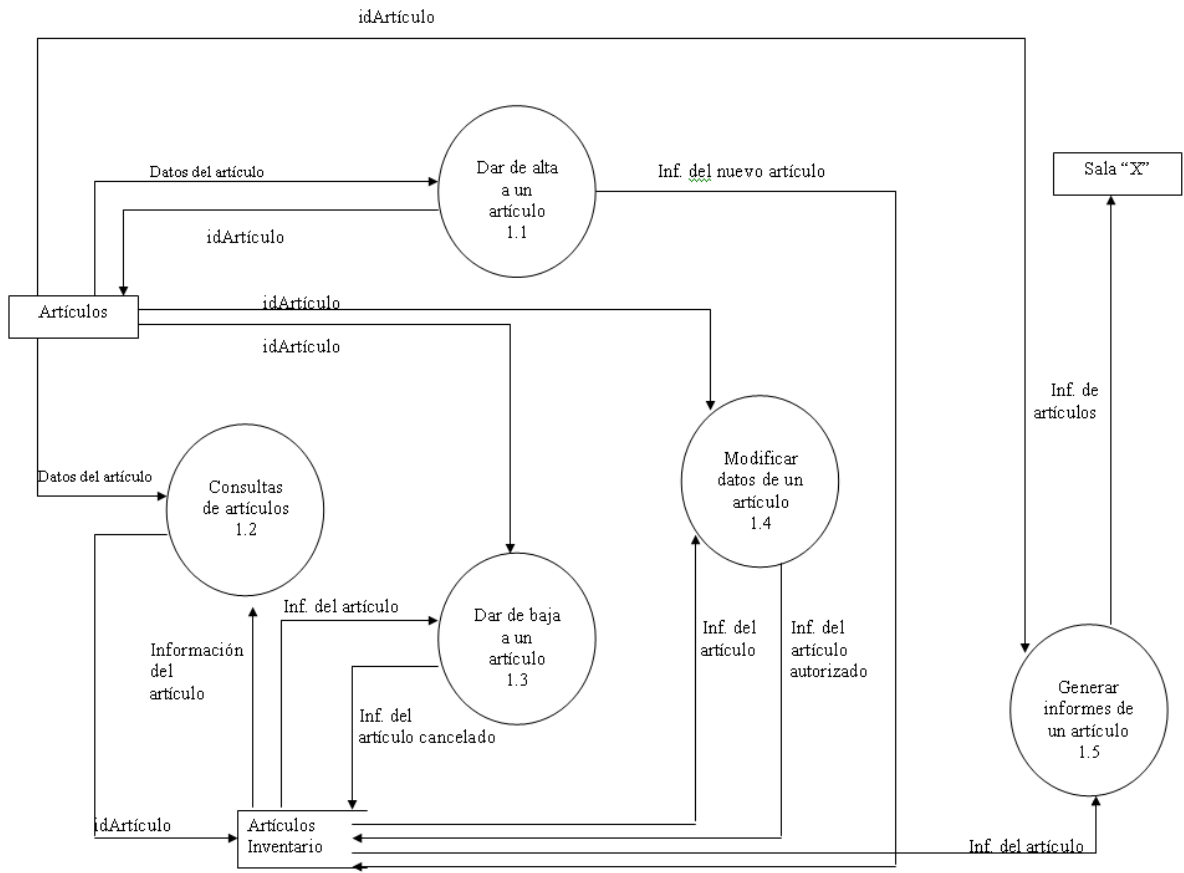 idArtículo
Dar de alta
a un
artículo
1.1
Datos del artículo
Inf. del nuevo artículo
Sala “X”
idArtículo
Artículos
idArtículo
idArtículo
Inf. de
artículos
Datos del artículo
Consultas
de artículos
1.2
Modificar
datos de un
artículo
1.4
Inf. del artículo
Dar de baja
a un
artículo
1.3
Información
del
artículo
Inf. del
artículo
Inf. del
artículo
autorizado
Inf. del
artículo cancelado
Generar
informes de
un artículo
1.5
idArtículo
Artículos
Inventario
Inf. del artículo